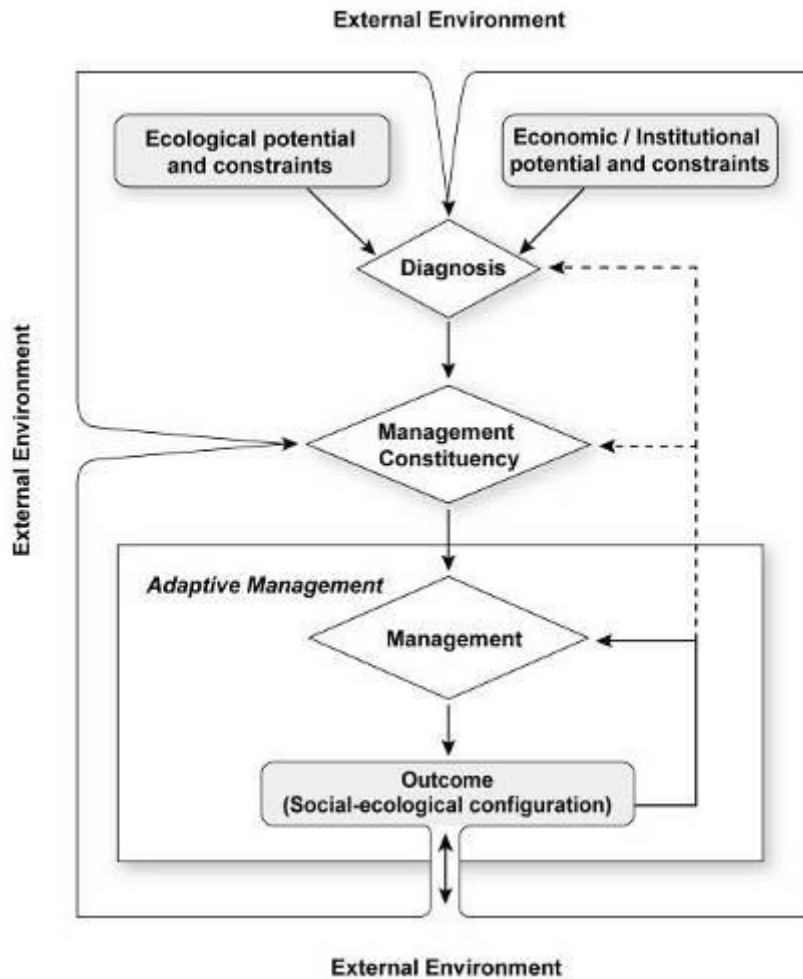 External Environment
Ecological potential
and constraints
Economic / Institutional
potential and constraints
Diagnosis
External Environment
Management
Constituency
Adaptive Management
Management
Outcome
(Social-ecological configuration)
External Environment